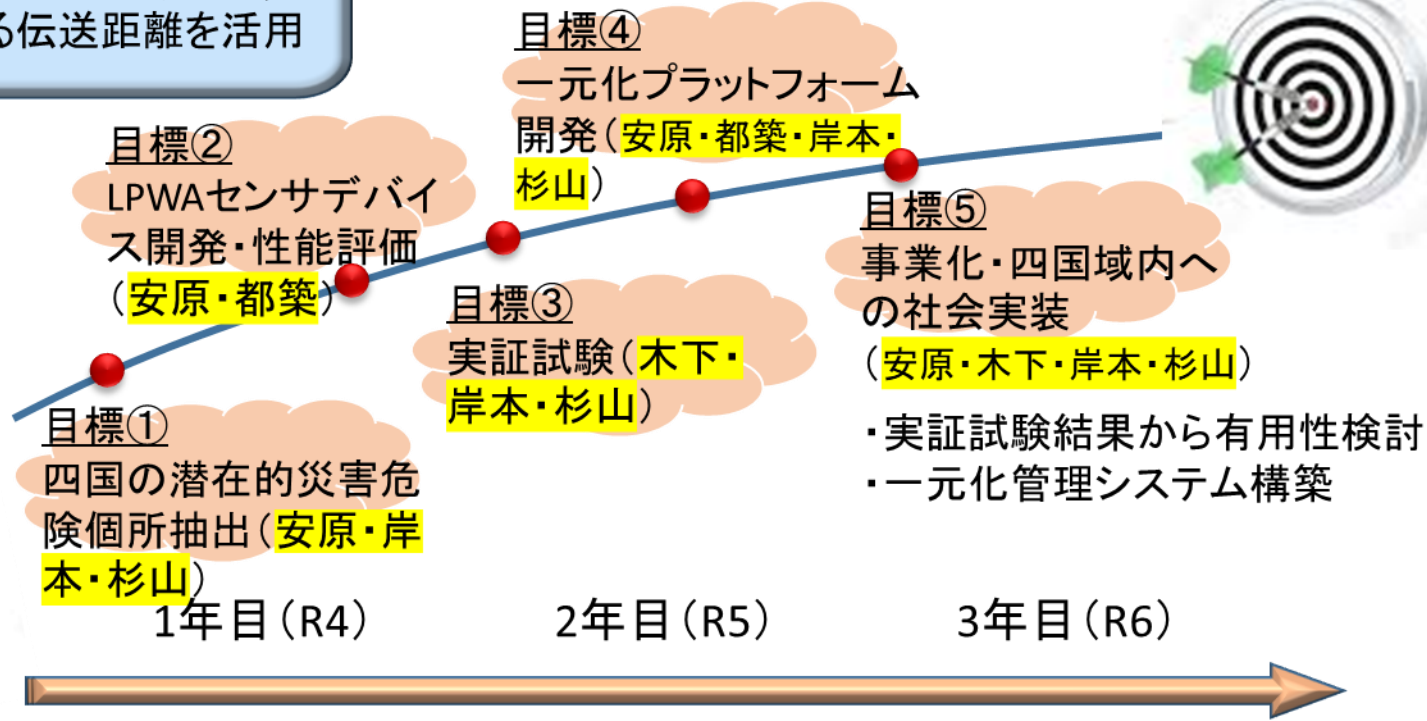 る伝送距離を活用
目標④
一元化プラットフォーム
開発(安原・都築・岸本・
杉山)
目標②
LPWAセンサデバイ
ス開発・性能評価
(安原・都築)
目標⑤
事業化・四国域内へ
の社会実装
(安原・木下・岸本・杉山)
・実証試験結果から有用性検討
・一元化管理システム構築
目標③
実証試験(木下・
岸本・杉山)
目標①
四国の潜在的災害危
険個所抽出(安原・岸
本・杉山)
1年目(R4)
2年目(R5)
3年目(R6)